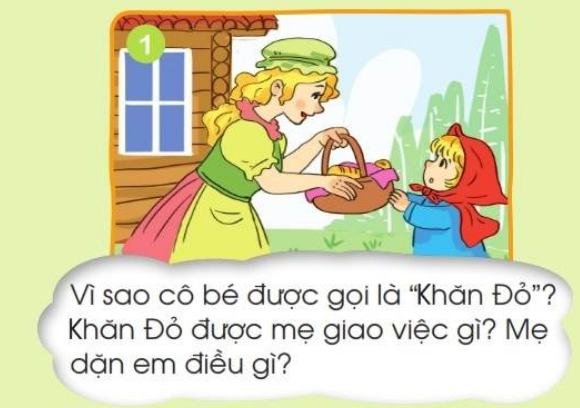 1
Vì sao cô bé được gọi là “Khăn Đỏ”?
Khăn Đỏ được mẹ giao việc gì? Mẹ
dặn em điều gì?